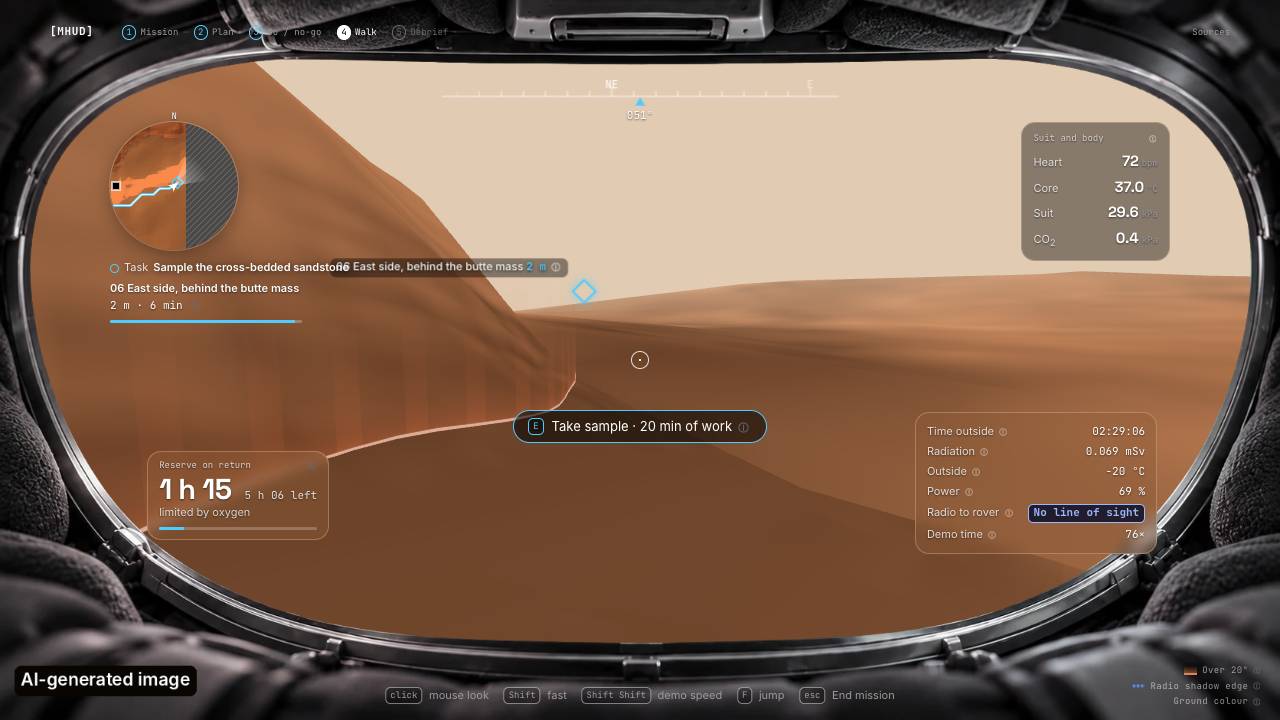 [MHUD] 1 Mission 2 Plan 3 / no-go 4 Walk 5 Debrief Sources
NE E
051°
N
Task Sample the cross-bedded sandstone
06 East side, behind the butte mass 2 m
06 East side, behind the butte mass
2 m · 6 min
Suit and body
Heart 72 bpm
Core 37.0 °C
Suit 29.6 kPa
CO2 0.4 kPa
E Take sample · 20 min of work
Reserve on return
1 h 15 5 h 06 left
limited by oxygen
Time outside 02:29:06
Radiation 0.069 mSv
Outside -20 °C
Power 69 %
Radio to rover No line of sight
Demo time 76×
AI-generated image
click mouse look Shift fast Shift Shift demo speed F jump esc End mission
Over 20°
Radio shadow edge
Ground colour